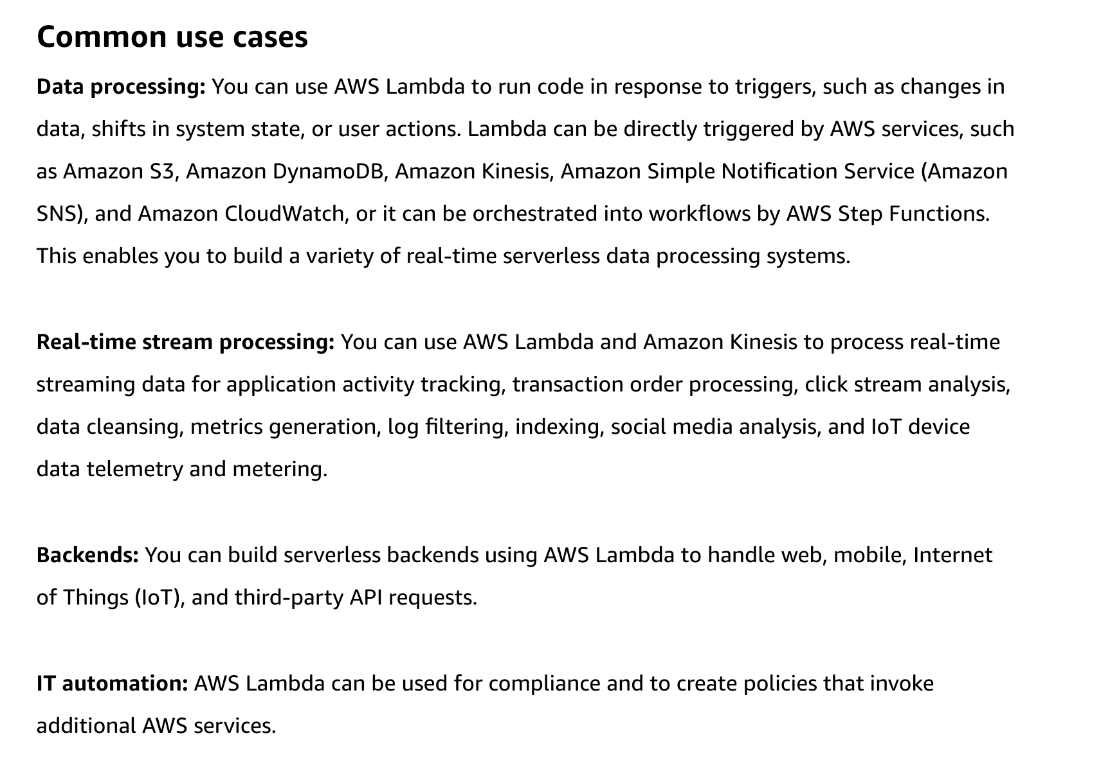 Common use cases
Data processing: You can use AWS Lambda to run code in response to triggers, such as changes in
data, shifts in system state, or user actions. Lambda can be directly triggered by AWS services, such
as Amazon S3, Amazon DynamoDB, Amazon Kinesis, Amazon Simple Notification Service (Amazon
SNS), and Amazon CloudWatch, or it can be orchestrated into workflows by AWS Step Functions.
This enables you to build a variety of real-time serverless data processing systems.
Real-time stream processing: You can use AWS Lambda and Amazon Kinesis to process real-time
streaming data for application activity tracking, transaction order processing, click stream analysis,
data cleansing, metrics generation, log filtering, indexing, social media analysis, and IoT device
data telemetry and metering.
Backends: You can build serverless backends using AWS Lambda to handle web, mobile, Internet
of Things (IoT), and third-party API requests.
IT automation: AWS Lambda can be used for compliance and to create policies that invoke
additional AWS services.